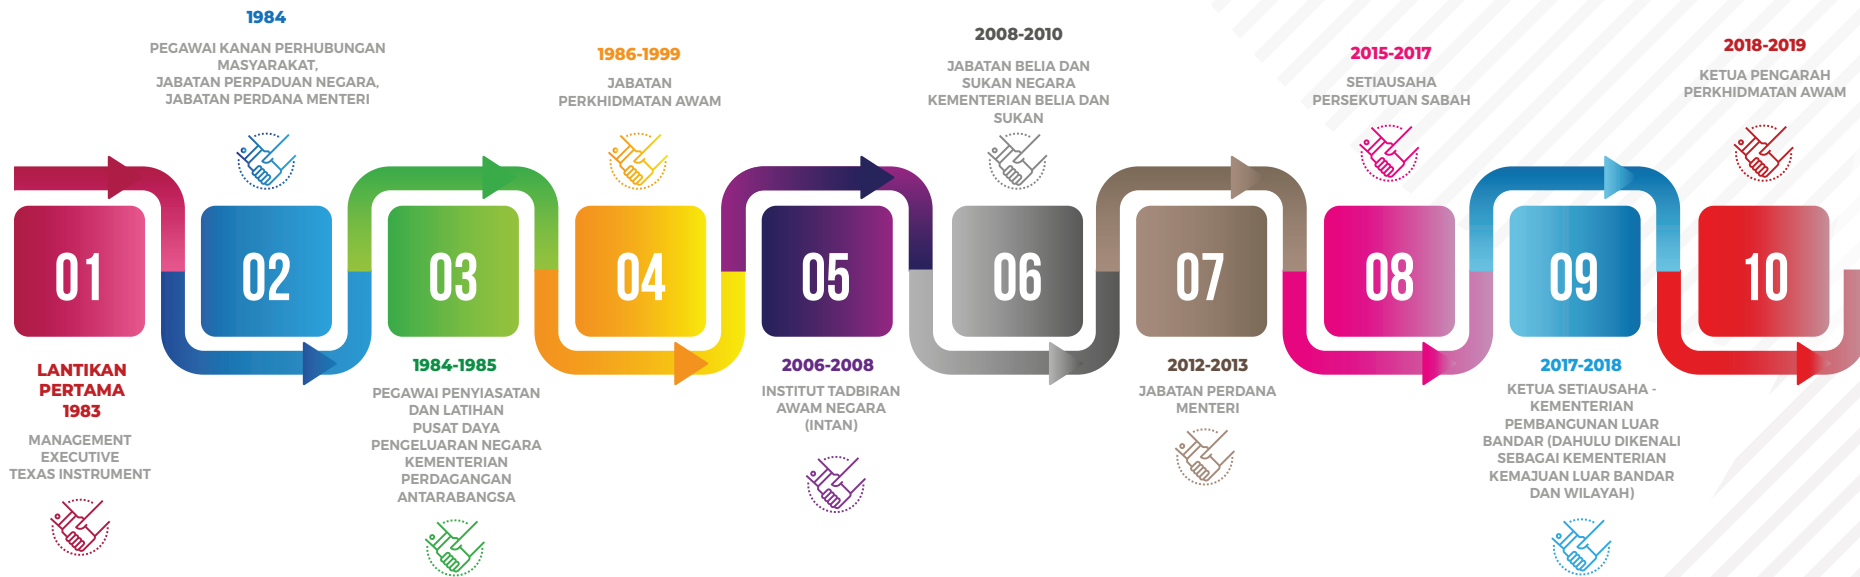 01
LANTIKAN
PERTAMA
1983
MANAGEMENT
EXECUTIVE
TEXAS INSTRUMENT
1984
PEGAWAI KANAN PERHUBUNGAN
MASYARAKAT,
JABATAN PERPADUAN NEGARA,
JABATAN PERDANA MENTERI
02
03
1984-1985
PEGAWAI PENYIASATAN
DAN LATIHAN
PUSAT DAYA
PENGELUARAN NEGARA
KEMENTERIAN
PERDAGANGAN
ANTARABANGSA
1986-1999
JABATAN
PERKHIDMATAN AWAM
04
05
2006-2008
INSTITUT TADBIRAN
AWAM NEGARA
(INTAN)
2008-2010
JABATAN BELIA DAN
SUKAN NEGARA
KEMENTERIAN BELIA DAN
SUKAN
06
07
2012-2013
JABATAN PERDANA
MENTERI
2015-2017
SETIAUSAHA
PERSEKUTUAN SABAH
08
09
2017-2018
KETUA SETIAUSAHA -
KEMENTERIAN
PEMBANGUNAN LUAR
BANDAR (DAHULU DIKENALI
SEBAGAI KEMENTERIAN
KEMAJUAN LUAR BANDAR
DAN WILAYAH)
2018-2019
KETUA PENGARAH
PERKHIDMATAN AWAM
10